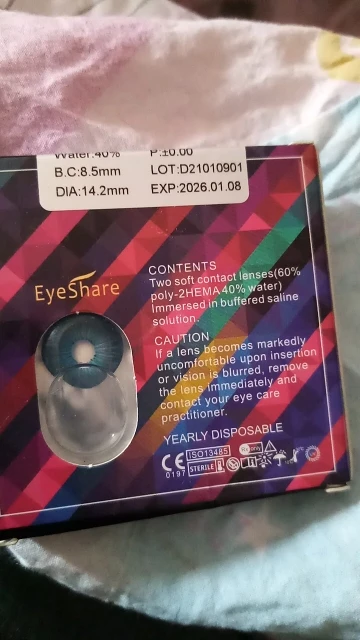 Water:40% P:±0.00
B.C:8.5mm LOT:D21010901
DIA:14.2mm EXP:2026.01.08
EyeShare
CONTENTS
Two soft contact lenses(60%
poly-2HEMA40% water)
Immersed in buffered saline
solution.
CAUTION
If a lens becomes markedly
uncomfortable upon insertion
or vision is blurred, remove
the lens immediately and
contact your eye care
practitioner.
YEARLY DISPOSABLE
CE ISO13485
0197 STERILE